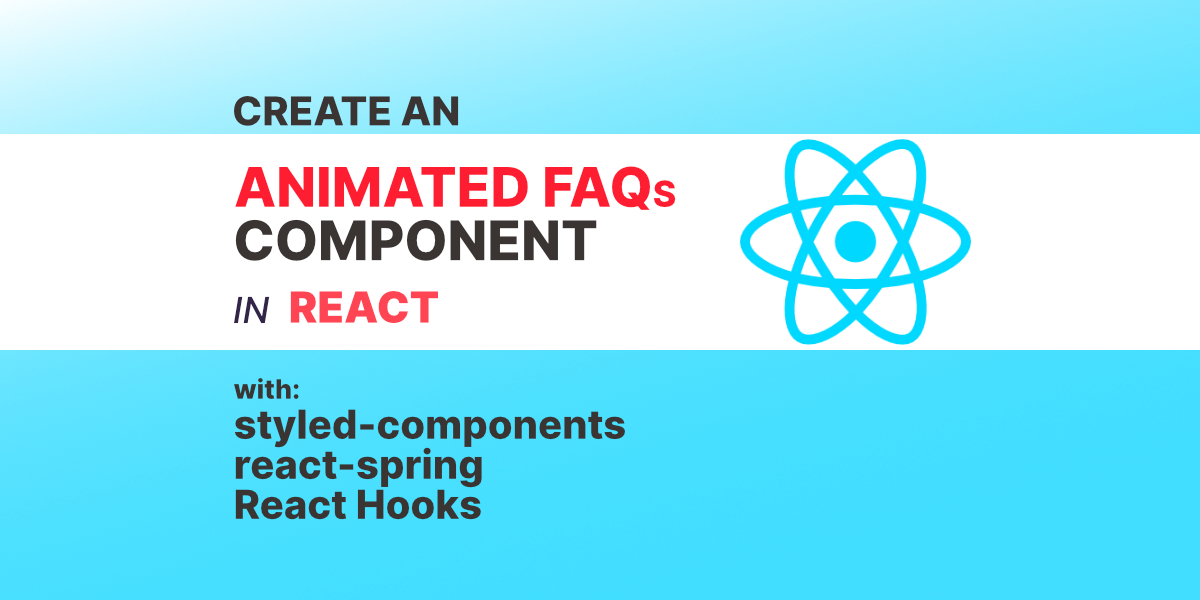 CREATE AN
ANIMATED FAQs
COMPONENT
IN REACT
with:
styled-components
react-spring
React Hooks